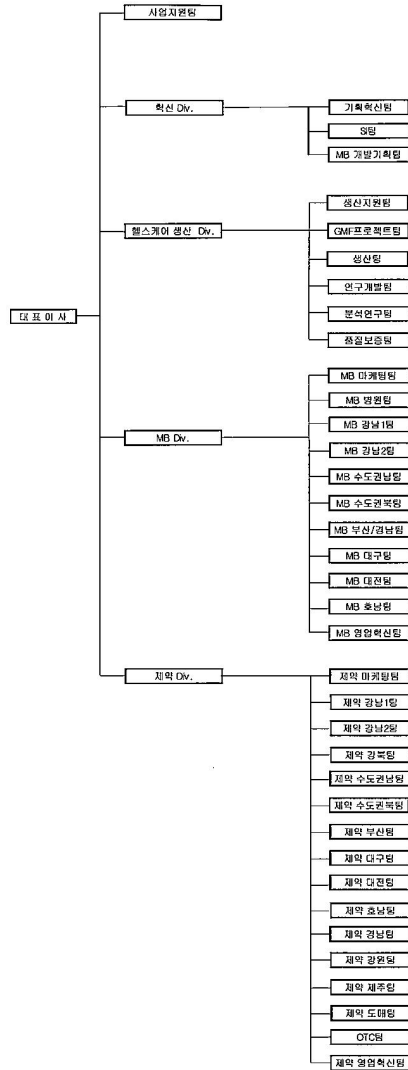 사업지원팀
혁신 Div.
기획혁신팀
SI팀
MB 개발기획팀
헬스케어 생산 Div.
생산지원팀
GMF프로젝트팀
생산팀
연구개발팀
분석연구팀
품질보증팀
대표이사
MB Div.
MB 마케팅팀
MB 병원팀
MB 강남1팀
MB 강남2팀
MB 수도권남팀
MB 수도권북팀
MB 부산/경남팀
MB 대구팀
MB 대전팀
MB 호남팀
MB 영업혁신팀
제약 Div.
제약 마케팅팀
제약 강남1팀
제약 강남2팀
제약 강북팀
제약 수도권남팀
제약 수도권북팀
제약 부산팀
제약 대구팀
제약 대전팀
제약 호남팀
제약 경남팀
제약 강원팀
제약 제주팀
제약 도매팀
OTC팀
제약 영업혁신팀